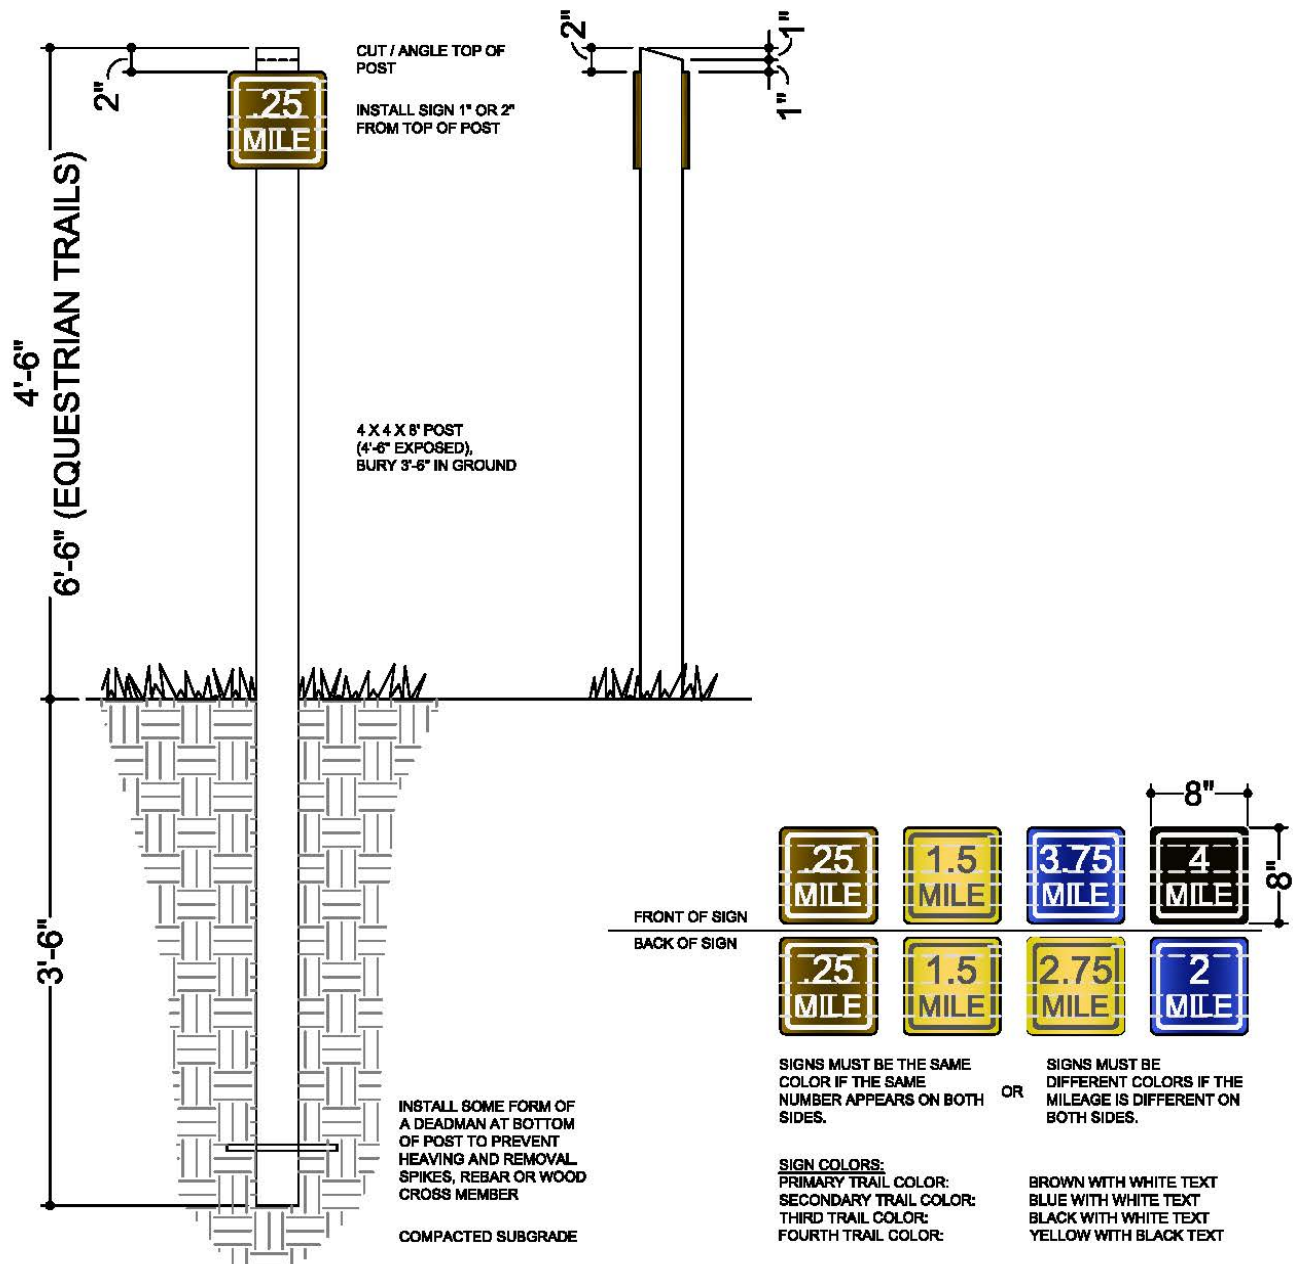 2"
CUT / ANGLE TOP OF
POST
INSTALL SIGN 1" OR 2"
FROM TOP OF POST
.25
MILE
2"
1"
1"
4'-6"
6'-6" (EQUESTRIAN TRAILS)
4 X 4 X 8' POST
(4'-6" EXPOSED),
BURY 3'-6" IN GROUND
3'-6"
INSTALL SOME FORM OF
A DEADMAN AT BOTTOM
OF POST TO PREVENT
HEAVING AND REMOVAL
SPIKES, REBAR OR WOOD
CROSS MEMBER
COMPACTED SUBGRADE
8"
8"
FRONT OF SIGN
.25
MILE
1.5
MILE
3.75
MILE
4
MILE
BACK OF SIGN
.25
MILE
1.5
MILE
2.75
MILE
2
MILE
SIGNS MUST BE THE SAME
COLOR IF THE SAME
NUMBER APPEARS ON BOTH
SIDES.
OR
SIGNS MUST BE
DIFFERENT COLORS IF THE
MILEAGE IS DIFFERENT ON
BOTH SIDES.
SIGN COLORS:
PRIMARY TRAIL COLOR: BROWN WITH WHITE TEXT
SECONDARY TRAIL COLOR: BLUE WITH WHITE TEXT
THIRD TRAIL COLOR: BLACK WITH WHITE TEXT
FOURTH TRAIL COLOR: YELLOW WITH BLACK TEXT